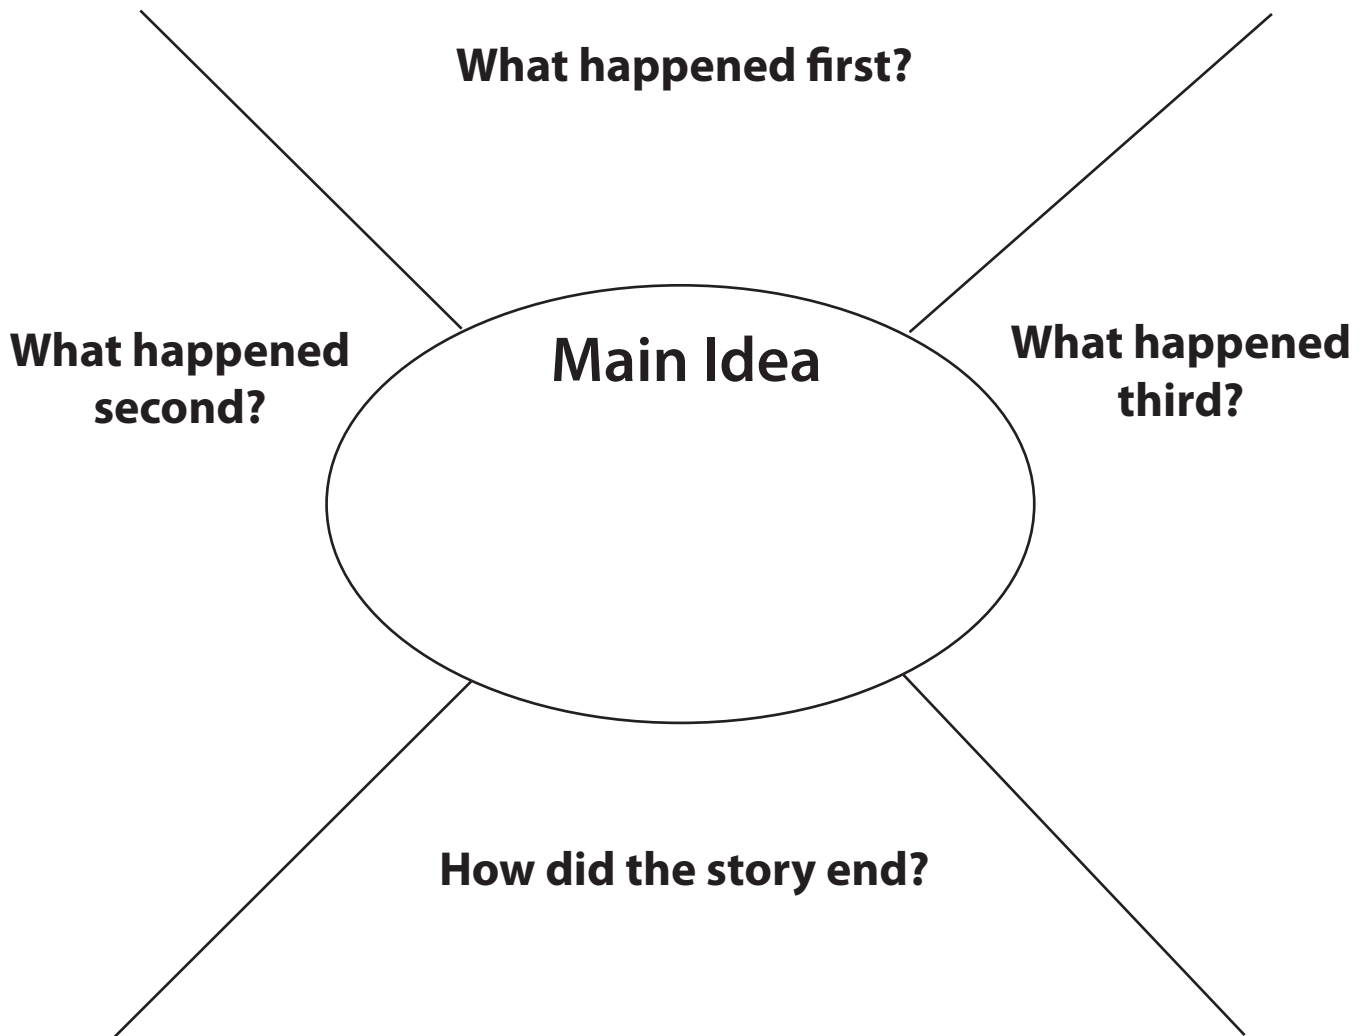 What happened first?
What happened
second?
Main Idea
What happened
third?
How did the story end?